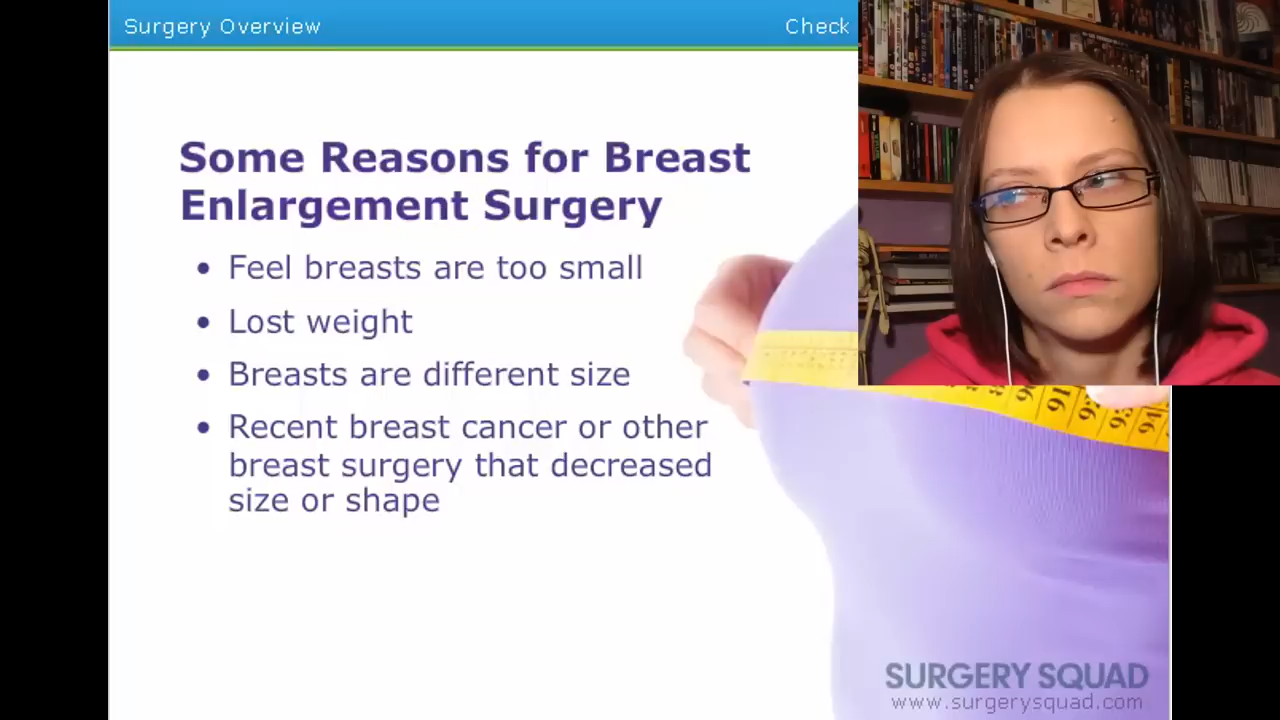 Surgery Overview
Check
Some Reasons for Breast
Enlargement Surgery
• Feel breasts are too small
• Lost weight
• Breasts are different size
• Recent breast cancer or other
breast surgery that decreased
size or shape
SURGERY SQUAD
www.surgerysquad.com